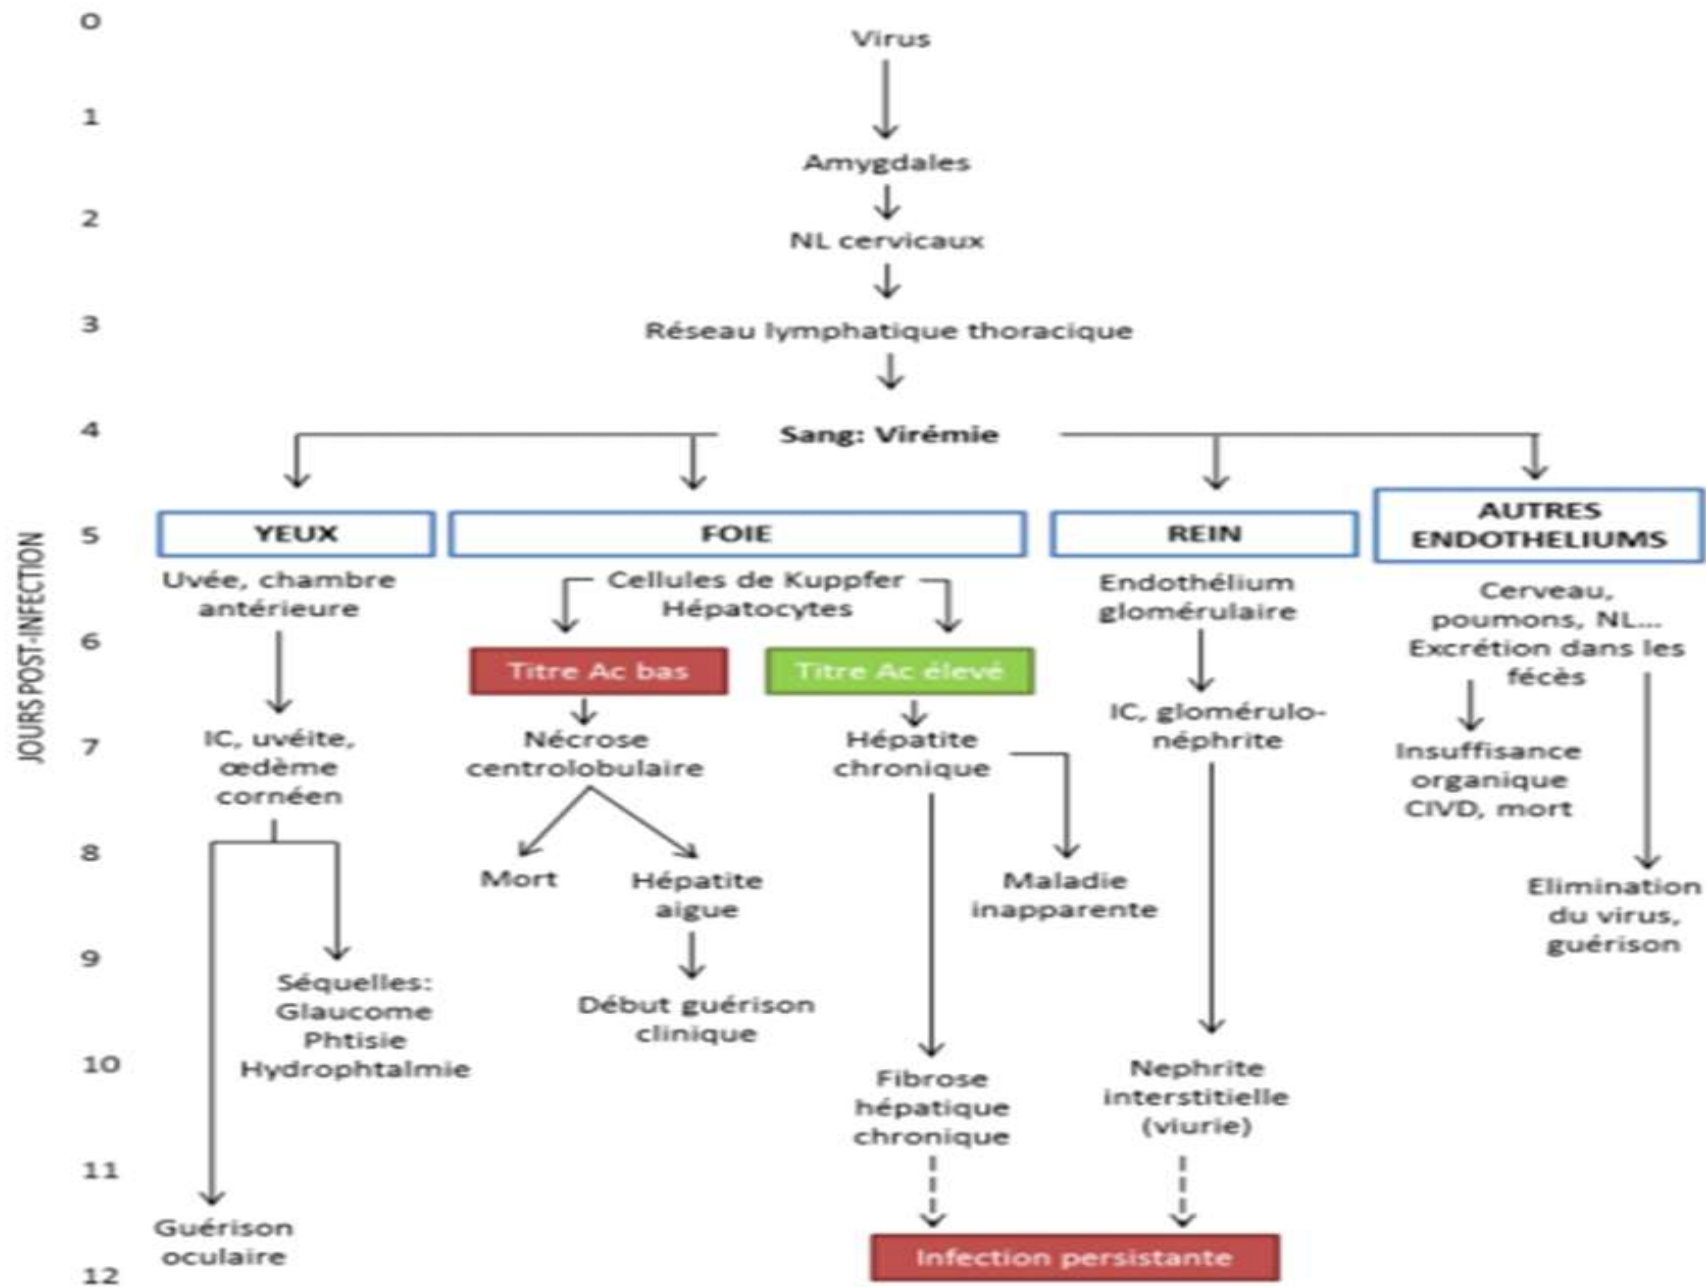 0
Virus
1
Amygdales
2
NL cervicaux
3
Réseau lymphatique thoracique
4
Sang: Virémie
JOURS POST-INFECTION
5
YEUX
Uvée, chambre
antérieure
IC, uvéite,
œdème
cornéen
Séquelles:
Glaucome
Phtisie
Hydrophtalmie
Guérison
oculaire
FOIE
Cellules de Kuppfer
Hépatocytes
6
Titre Ac bas
Nécrose
centrolobulaire
Mort
Hépatite
aigue
Début guérison
clinique
Titre Ac élevé
7
Hépatite
chronique
Maladie
inapparente
Fibrose
hépatique
chronique
REIN
Endothélium
glomérulaire
IC, glomérulo-
néphrite
Nephrite
interstitielle
(viurie)
Infection persistante
AUTRES
ENDOTHELIUMS
Cerveau,
poumons, NL...
Excrétion dans les
fécès
Insuffisance
organique
CIVD, mort
Elimination
du virus,
guérison
8
9
10
11
12